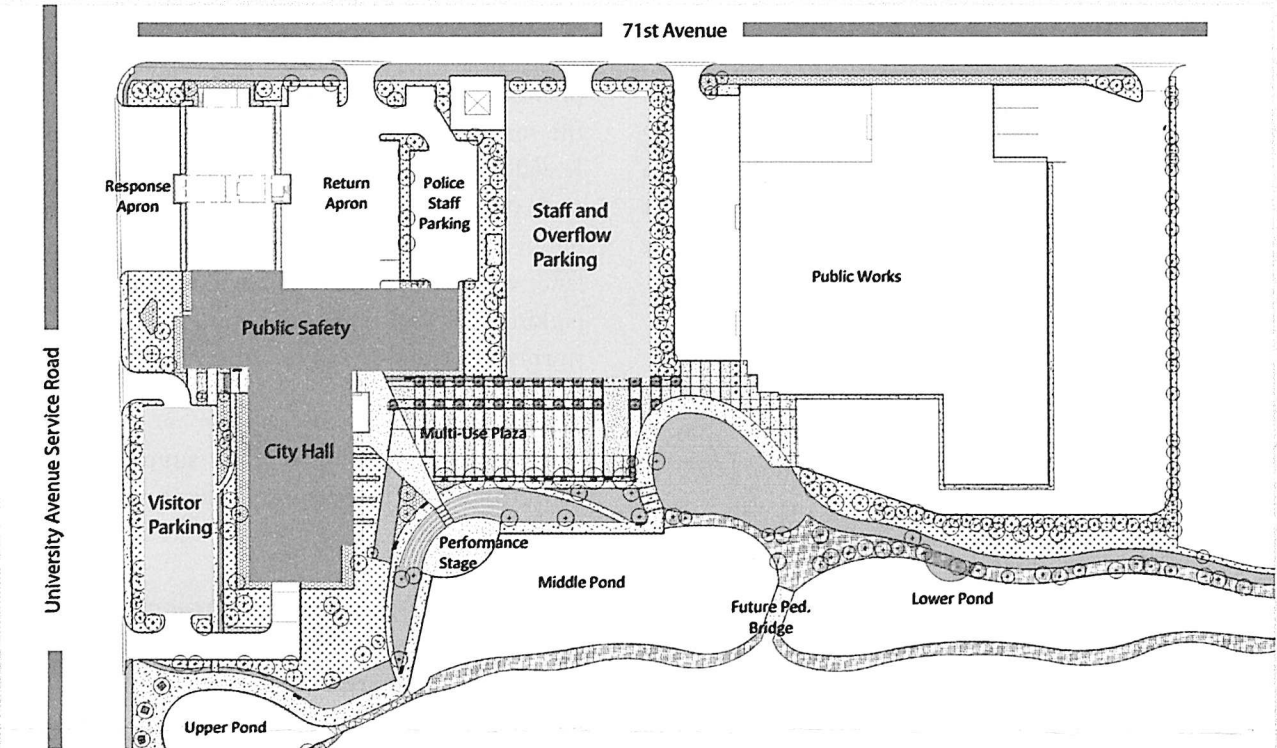 71st Avenue
Response
Apron
Return
Apron
Police
Staff
Parking
Staff and
Overflow
Parking
Public Works
Public Safety
University Avenue Service Road
City Hall
Multi-Use Plaza
Visitor
Parking
Performance
Stage
Middle Pond
Future Ped.
Bridge
Lower Pond
Upper Pond